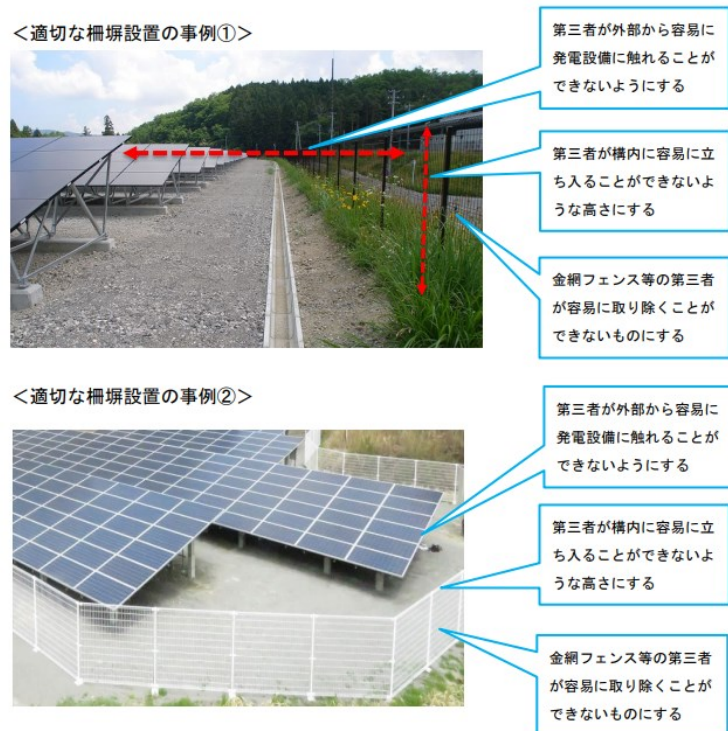 ＜適切な柵塀設置の事例①＞
第三者が外部から容易に
発電設備に触れることが
できないようにする
第三者が構内に容易に立
ち入ることができないよ
うな高さにする
金網フェンス等の第三者
が容易に取り除くことが
できないものにする
＜適切な柵塀設置の事例②＞
第三者が外部から容易に
発電設備に触れることが
できないようにする
第三者が構内に容易に立
ち入ることができないよ
うな高さにする
金網フェンス等の第三者
が容易に取り除くことが
できないものにする